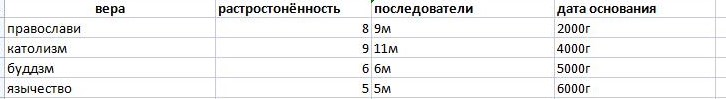 вера растростонённость последователи дата основания
православи 8 9м 2000г
католизм 9 11м 4000г
буддзм 6 6м 5000г
язычество 5 5м 6000г